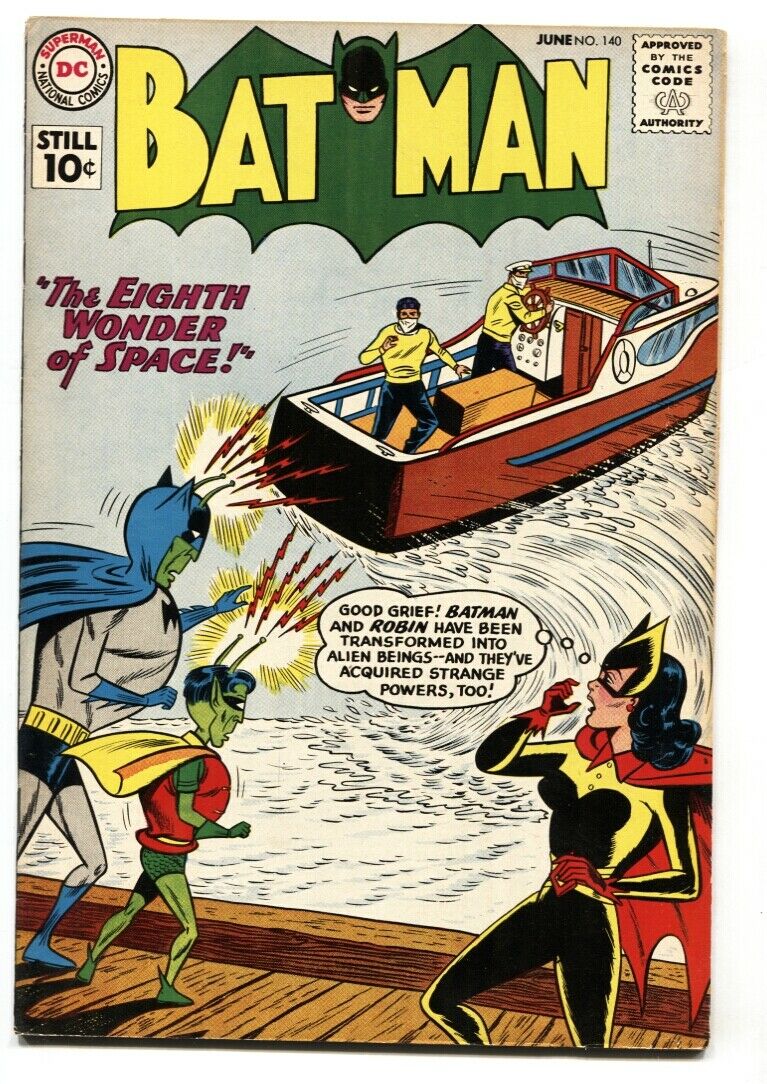 SUPERMAN
DC
NATIONAL COMICS
JUNE NO. 140
APPROVED
BY THE
COMICS
CODE
CA
AUTHORITY
STILL
10¢
BATMAN
"The EIGHTH
WONDER
of SPACE!"
GOOD GRIEF! BATMAN
AND ROBIN HAVE BEEN
TRANSFORMED INTO
ALIEN BEINGS--AND THEY'VE
ACQUIRED STRANGE
POWERS, TOO!